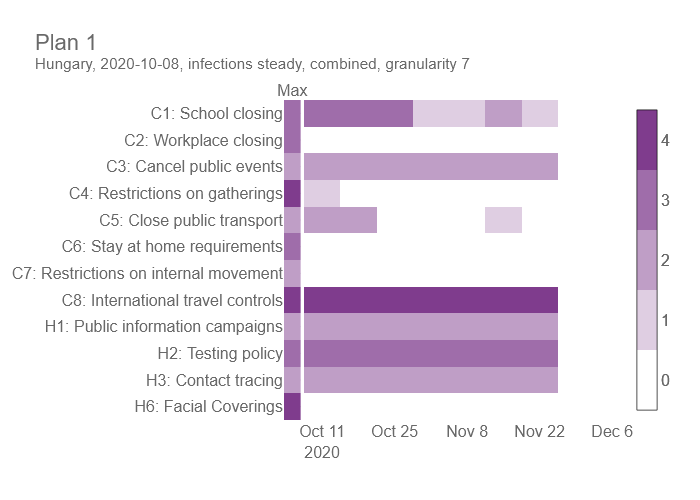 Plan 1
Hungary, 2020-10-08, infections steady, combined, granularity 7
Max
C1: School closing
C2: Workplace closing
C3: Cancel public events
C4: Restrictions on gatherings
C5: Close public transport
C6: Stay at home requirements
C7: Restrictions on internal movement
C8: International travel controls
H1: Public information campaigns
H2: Testing policy
H3: Contact tracing
H6: Facial Coverings
Oct 11 Oct 25 Nov 8 Nov 22 Dec 6
2020
4
3
2
1
0